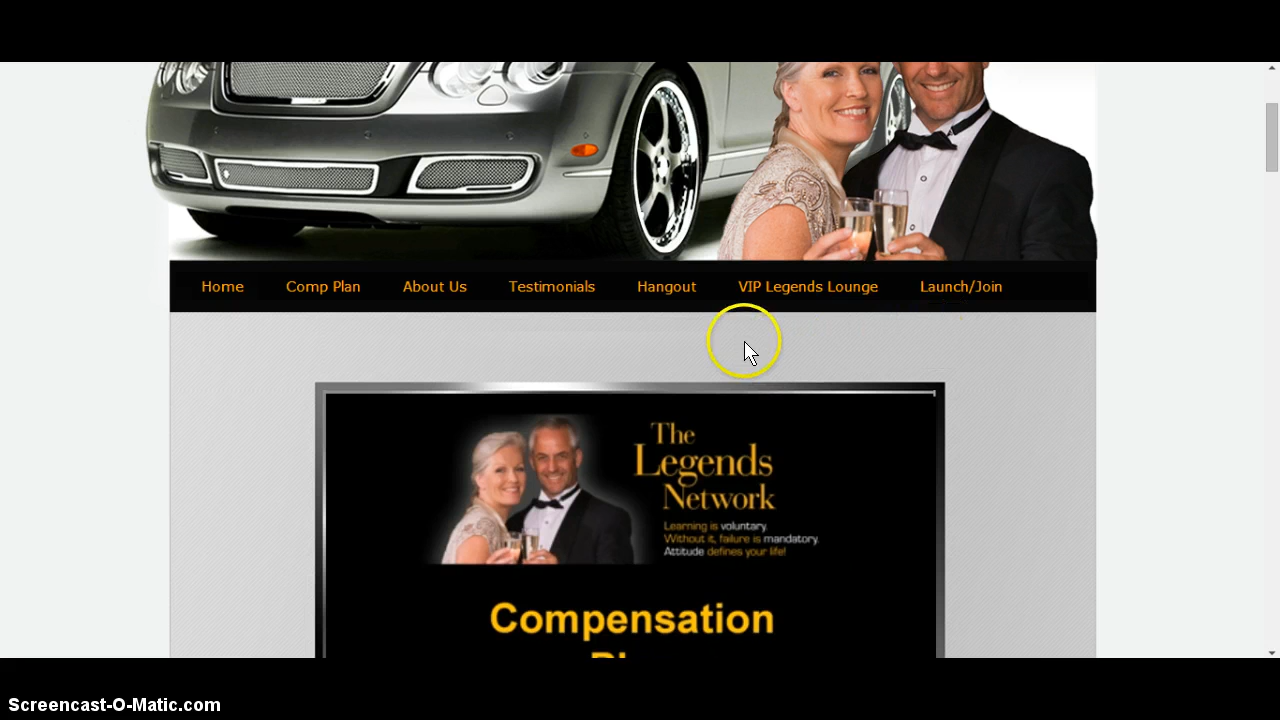 Home Comp Plan About Us Testimonials Hangout VIP Legends Lounge Launch/Join
The
Legends
Network
Learning is voluntary.
Without it, failure is mandatory.
Attitude defines your life!
Compensation
Screencast-O-Matic.com